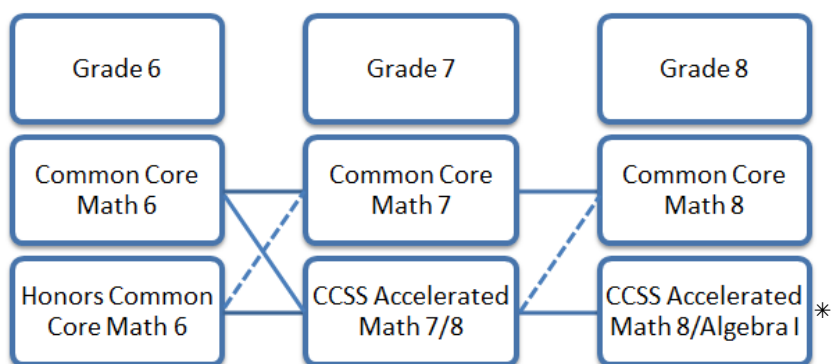 Grade 6
Grade 7
Grade 8
Common Core
Math 6
Common Core
Math 7
Common Core
Math 8
Honors Common
Core Math 6
CCSS Accelerated
Math 7/8
CCSS Accelerated
Math 8/Algebra I *